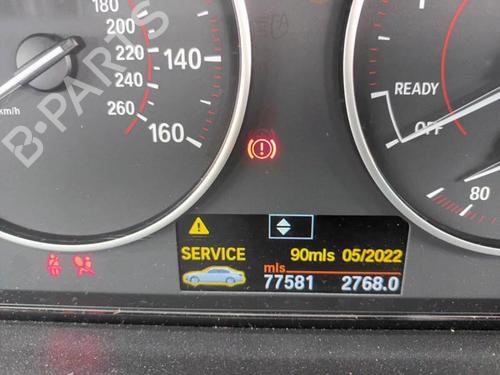 180
200
220
240
260
km/h
140
160
READY
OFF
80
SERVICE
90mls 05/2022
mls
77581 2768.0
B-PARTS